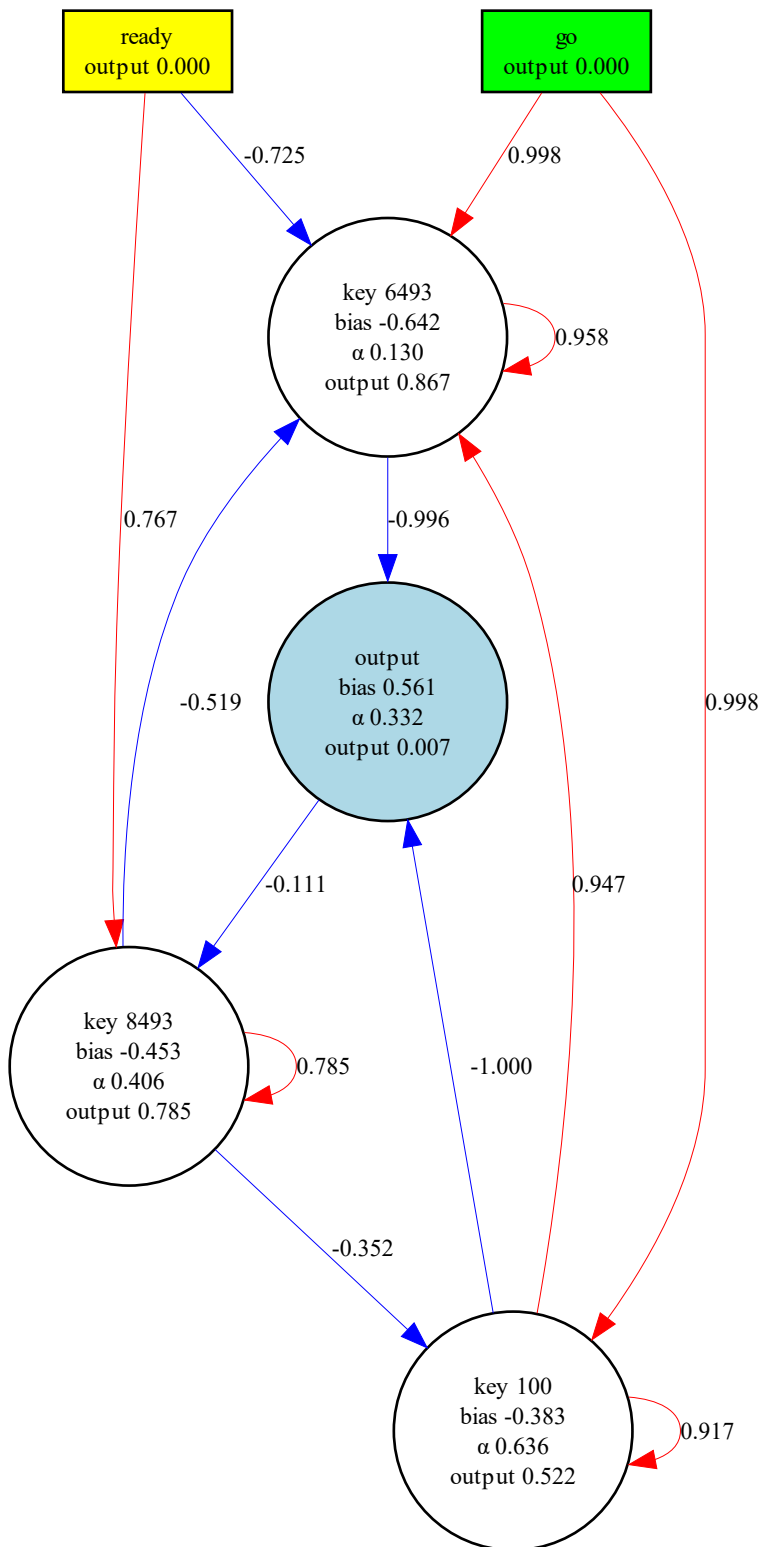 ready
output 0.000
go
output 0.000
-0.725
0.998
key 6493
bias -0.642
α 0.130
output 0.867
0.958
0.767
-0.996
-0.519
output
bias 0.561
α 0.332
output 0.007
0.998
-0.111
0.947
key 8493
bias -0.453
α 0.406
output 0.785
0.785
-1.000
-0.352
key 100
bias -0.383
α 0.636
output 0.522
0.917